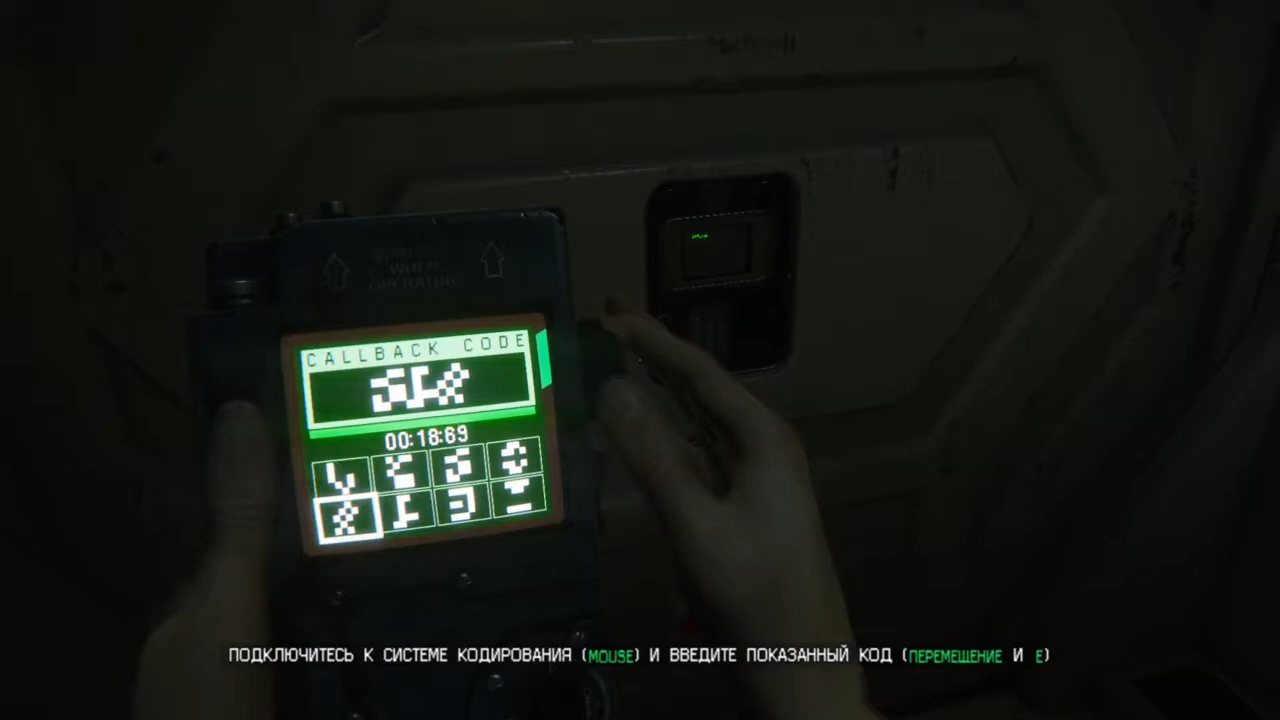 CALLBACK CODE
00:18:69
ПОДКЛЮЧИТЕСЬ К СИСТЕМЕ КОДИРОВАНИЯ (MOUSE) И ВВЕДИТЕ ПОКАЗАННЫЙ КОД (ПЕРЕМЕЩЕНИЕ И E)